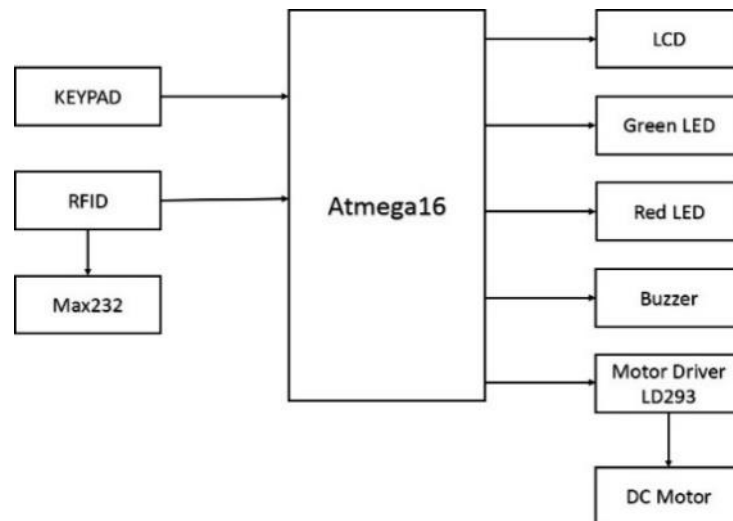 LCD
KEYPAD
Green LED
RFID
Atmega16
Red LED
Max232
Buzzer
Motor Driver
LD293
DC Motor